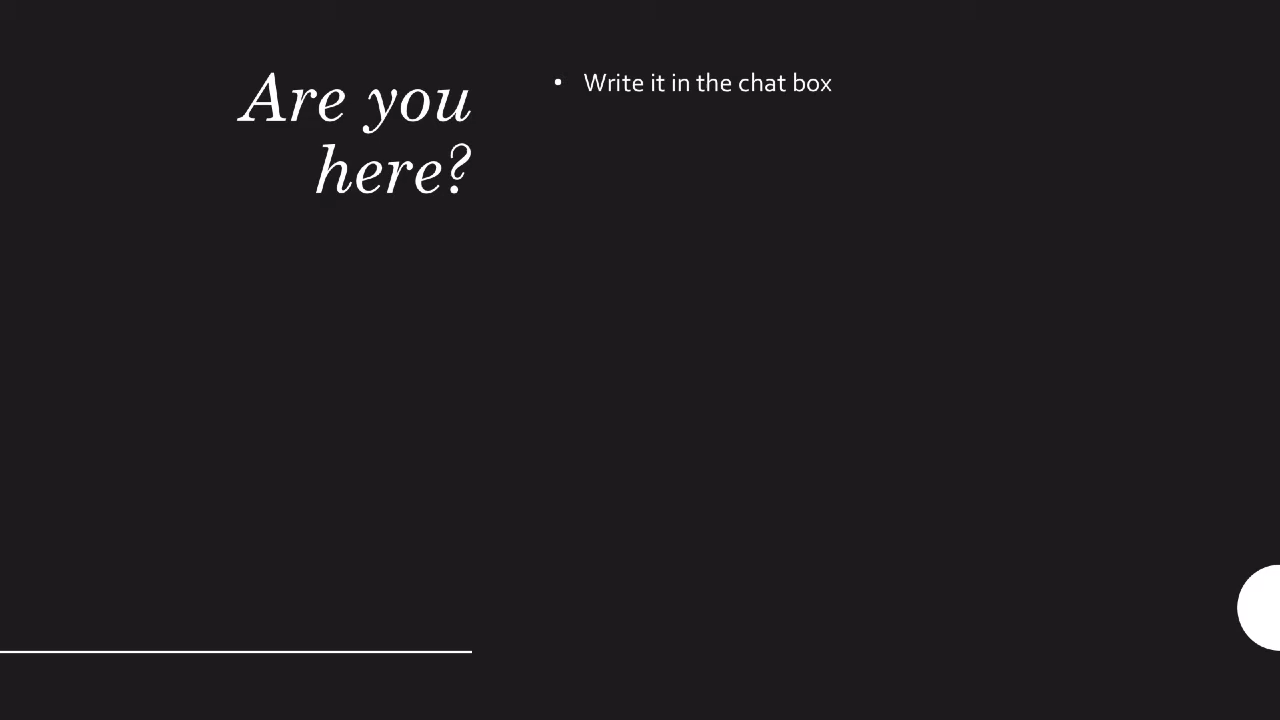 Are you
here?
• Write it in the chat box